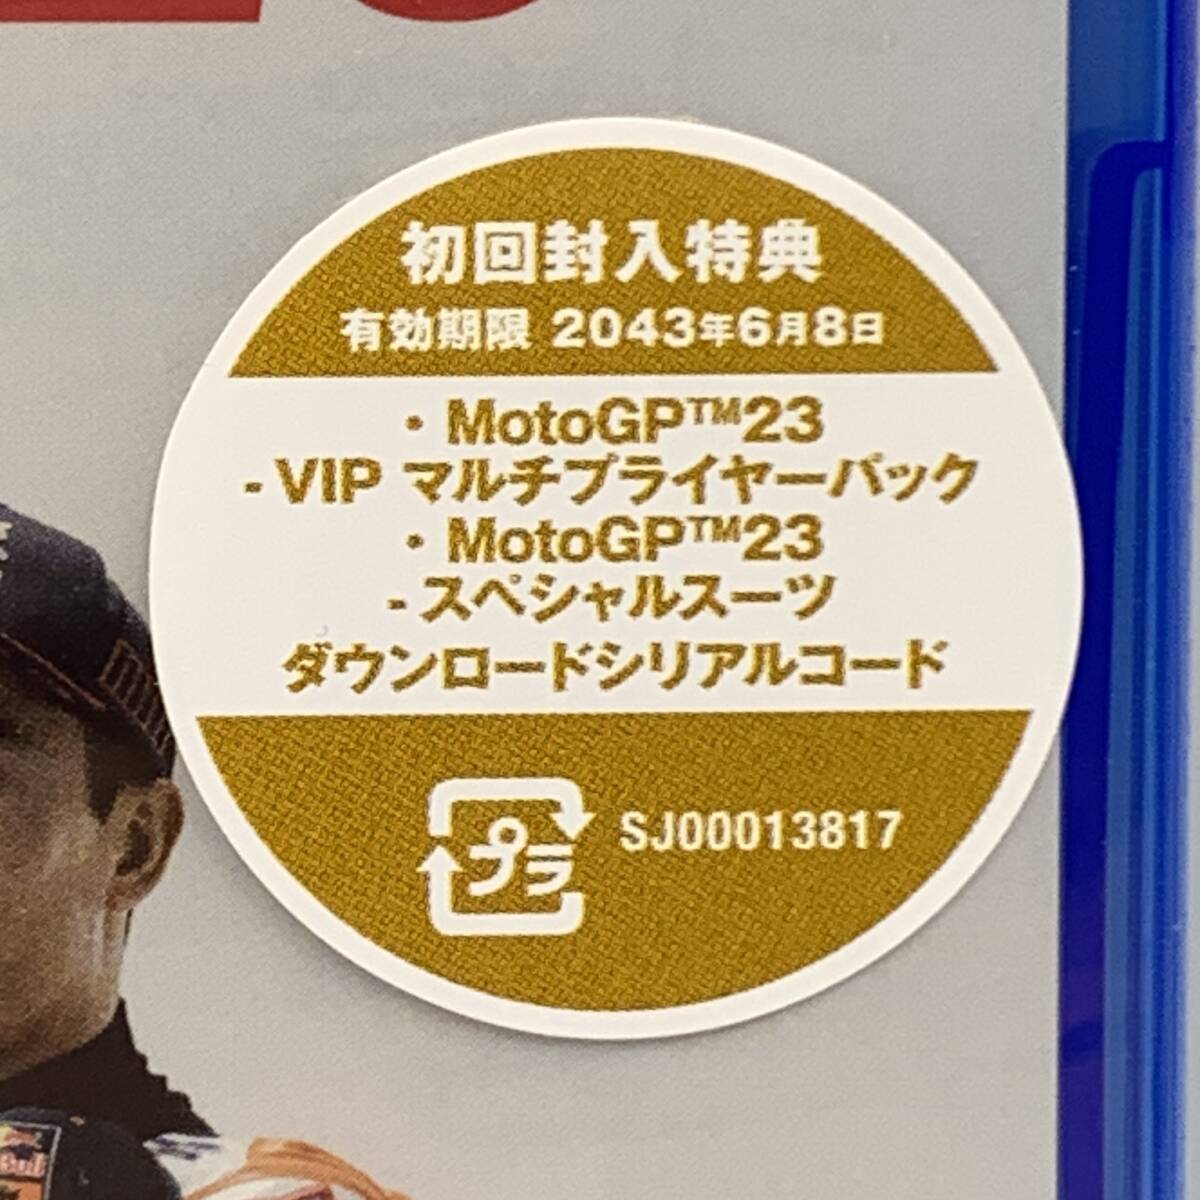 初回封入特典
有効期限 2043年6月8日
・MotoGP™23
- VIP マルチプライヤーパック
・MotoGP™23
- スペシャルスーツ
ダウンロードシリアルコード
プラ
SJ00013817
Red Bull